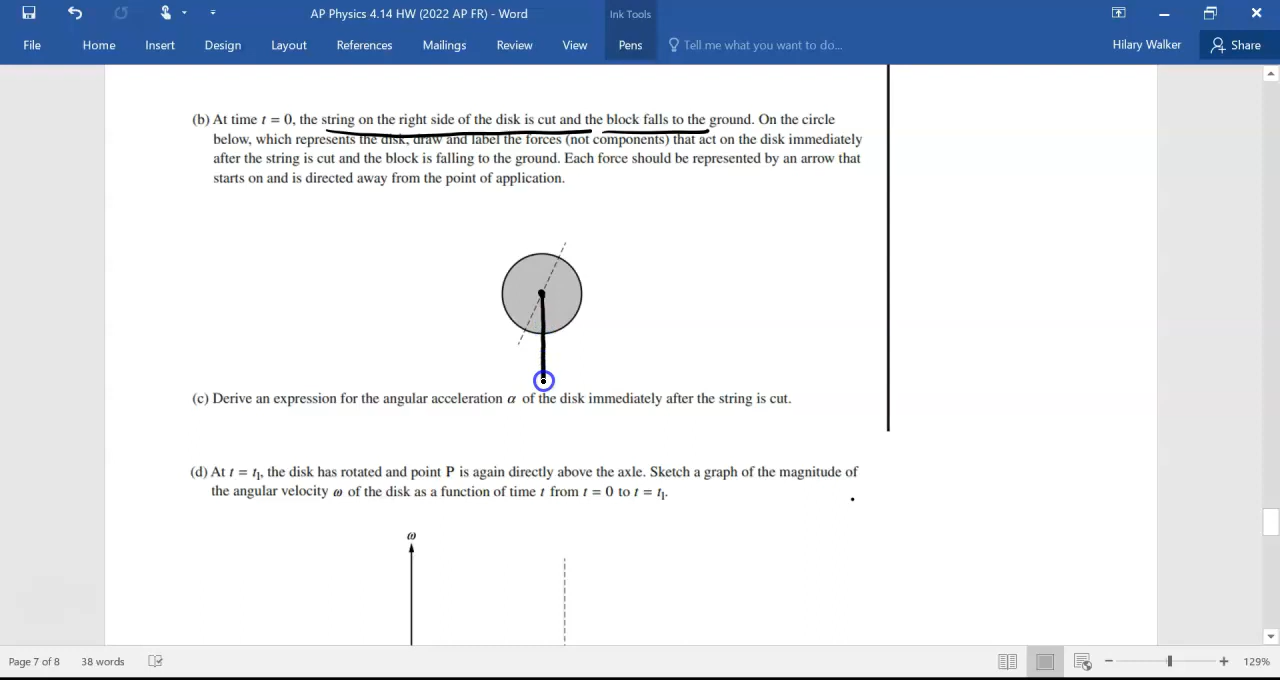 AP Physics 4.14 HW (2022 AP FR) - Word
Ink Tools
File
Home
Insert
Design
Layout
References
Mailings
Review
View
Pens
Tell me what you want to do...
Hilary Walker
Share
(b) At time t = 0, the string on the right side of the disk is cut and the block falls to the ground. On the circle
below, which represents the disk, draw and label the forces (not components) that act on the disk immediately
after the string is cut and the block is falling to the ground. Each force should be represented by an arrow that
starts on and is directed away from the point of application.
(c) Derive an expression for the angular acceleration α of the disk immediately after the string is cut.
(d) At t = t₁, the disk has rotated and point P is again directly above the axle. Sketch a graph of the magnitude of
the angular velocity ω of the disk as a function of time t from t = 0 to t = t₁.
ω
Page 7 of 8
38 words
129%